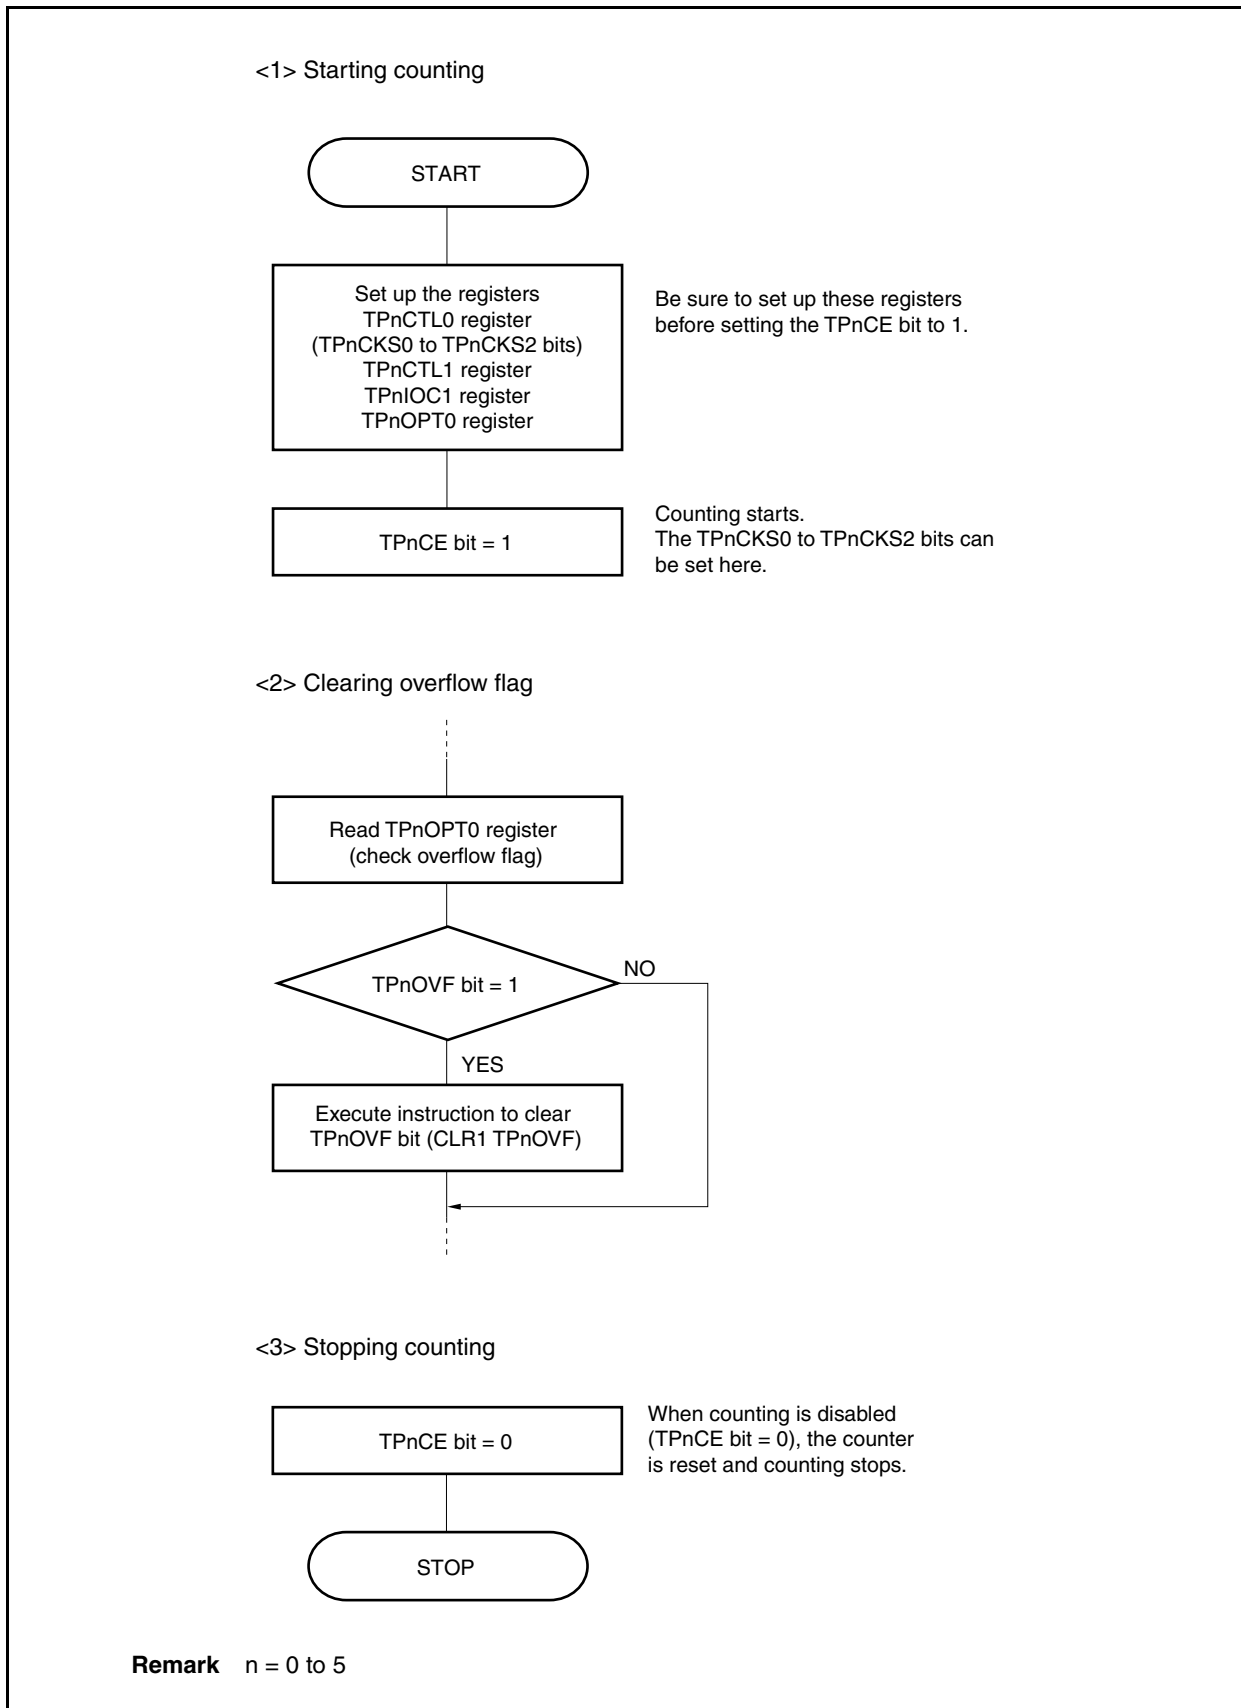 <1> Starting counting
START
Set up the registers
TPnCTL0 register
(TPnCKS0 to TPnCKS2 bits)
TPnCTL1 register
TPnIOC1 register
TPnOPT0 register
Be sure to set up these registers
before setting the TPnCE bit to 1.
TPnCE bit = 1
Counting starts.
The TPnCKS0 to TPnCKS2 bits can
be set here.
<2> Clearing overflow flag
Read TPnOPT0 register
(check overflow flag)
TPnOVF bit = 1
NO
YES
Execute instruction to clear
TPnOVF bit (CLR1 TPnOVF)
<3> Stopping counting
TPnCE bit = 0
When counting is disabled
(TPnCE bit = 0), the counter
is reset and counting stops.
STOP
Remark n = 0 to 5